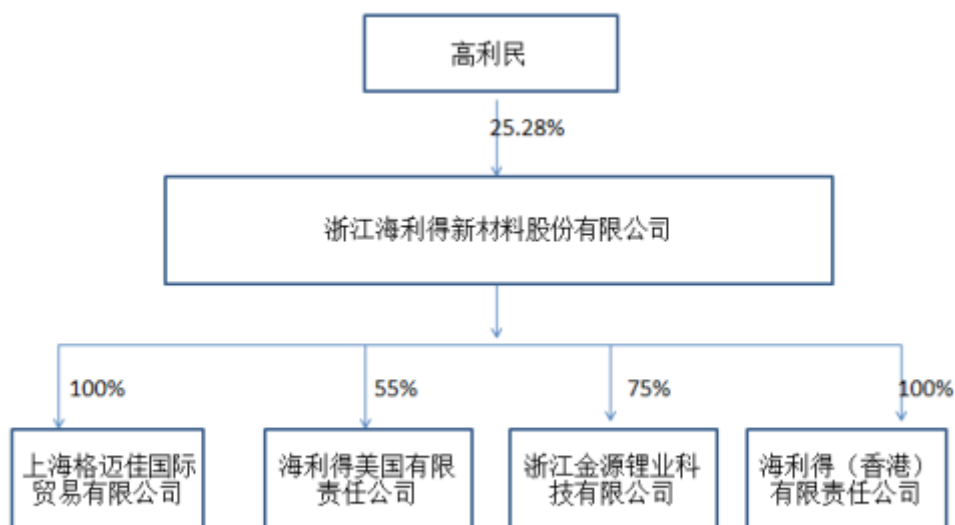 高利民
25.28%
浙江海利得新材料股份有限公司
100%
55%
75%
100%
上海格迈佳国际
贸易有限公司
海利得美国有限
责任公司
浙江金源锂业科
技有限公司
海利得（香港）
有限责任公司